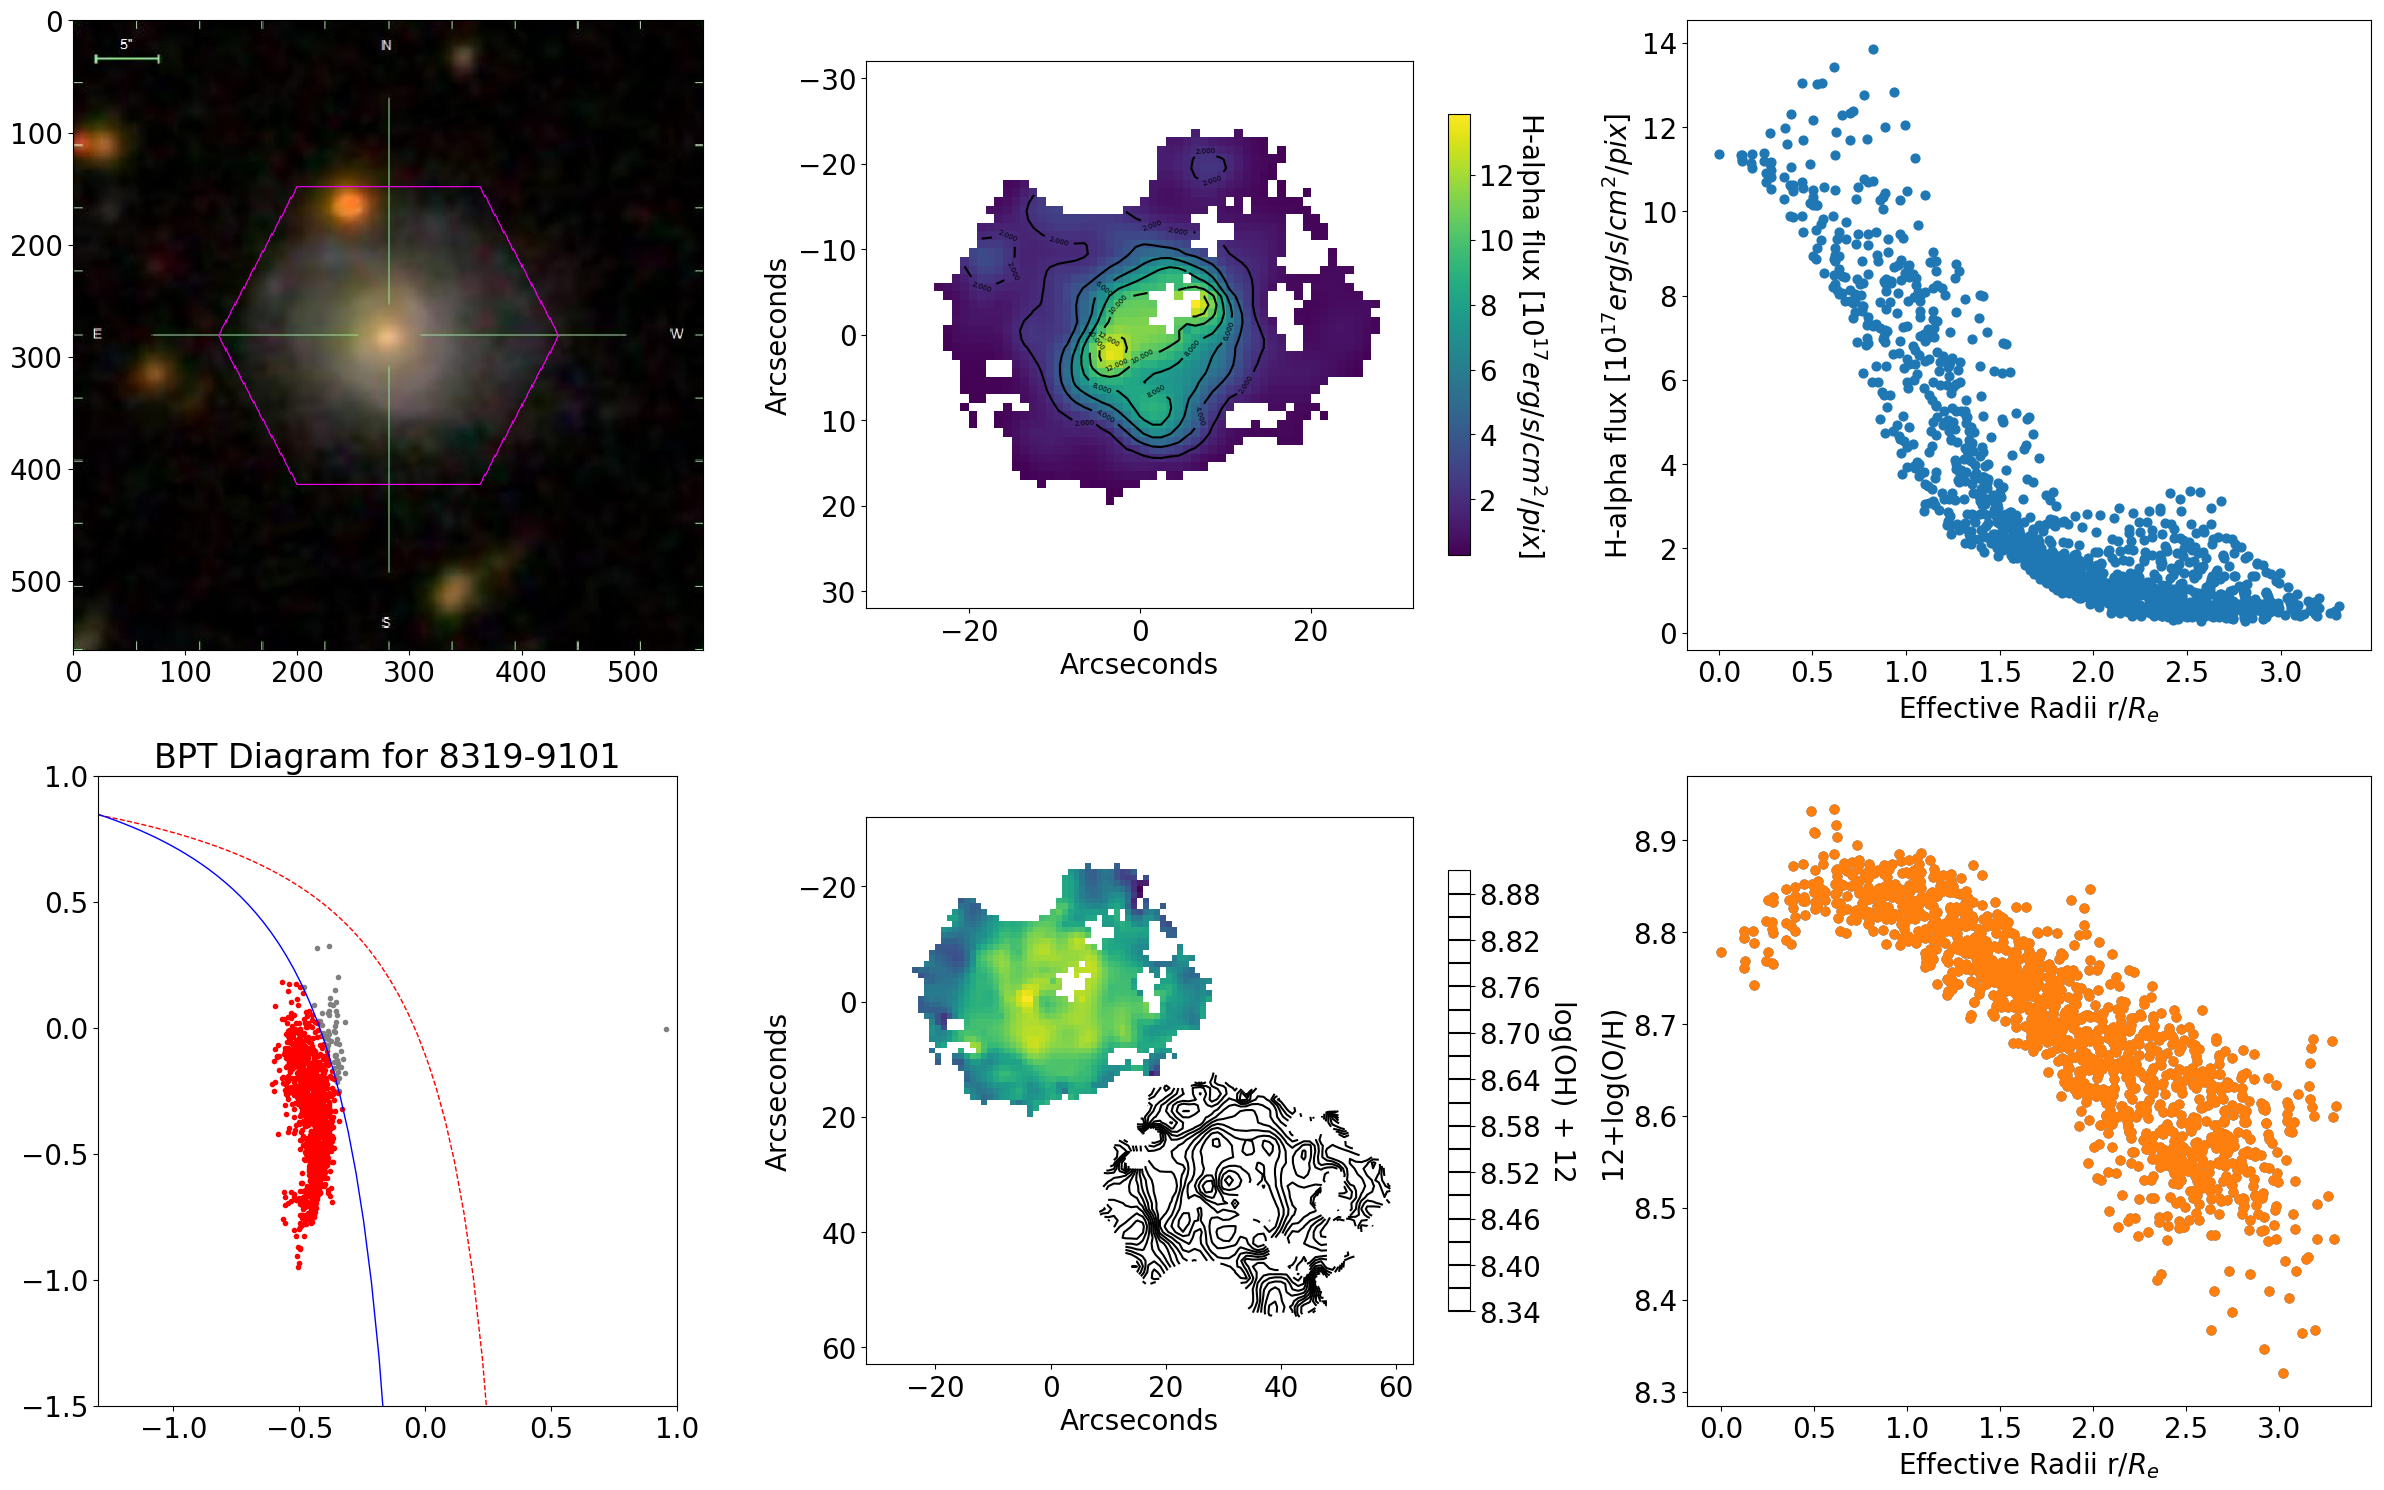 0
100
200
300
400
500
0 100 200 300 400 500
5"
N
E
W
S
−30
−20
−10
0
10
20
30
−20 0 20
Arcseconds
Arcseconds
12
10
8
6
4
2
H-alpha flux [10^17 erg/s/cm^2/pix]
H-alpha flux [10^17 erg/s/cm^2/pix]
14
12
10
8
6
4
2
0
0.0 0.5 1.0 1.5 2.0 2.5 3.0
Effective Radii r/R_e
BPT Diagram for 8319-9101
1.0
0.5
0.0
−0.5
−1.0
−1.5
−1.0 −0.5 0.0 0.5 1.0
−20
0
20
40
60
−20 0 20 40 60
Arcseconds
Arcseconds
8.88
8.82
8.76
8.70
8.64
8.58
8.52
8.46
8.40
8.34
log(OH) + 12
12+log(O/H)
8.9
8.8
8.7
8.6
8.5
8.4
8.3
0.0 0.5 1.0 1.5 2.0 2.5 3.0
Effective Radii r/R_e